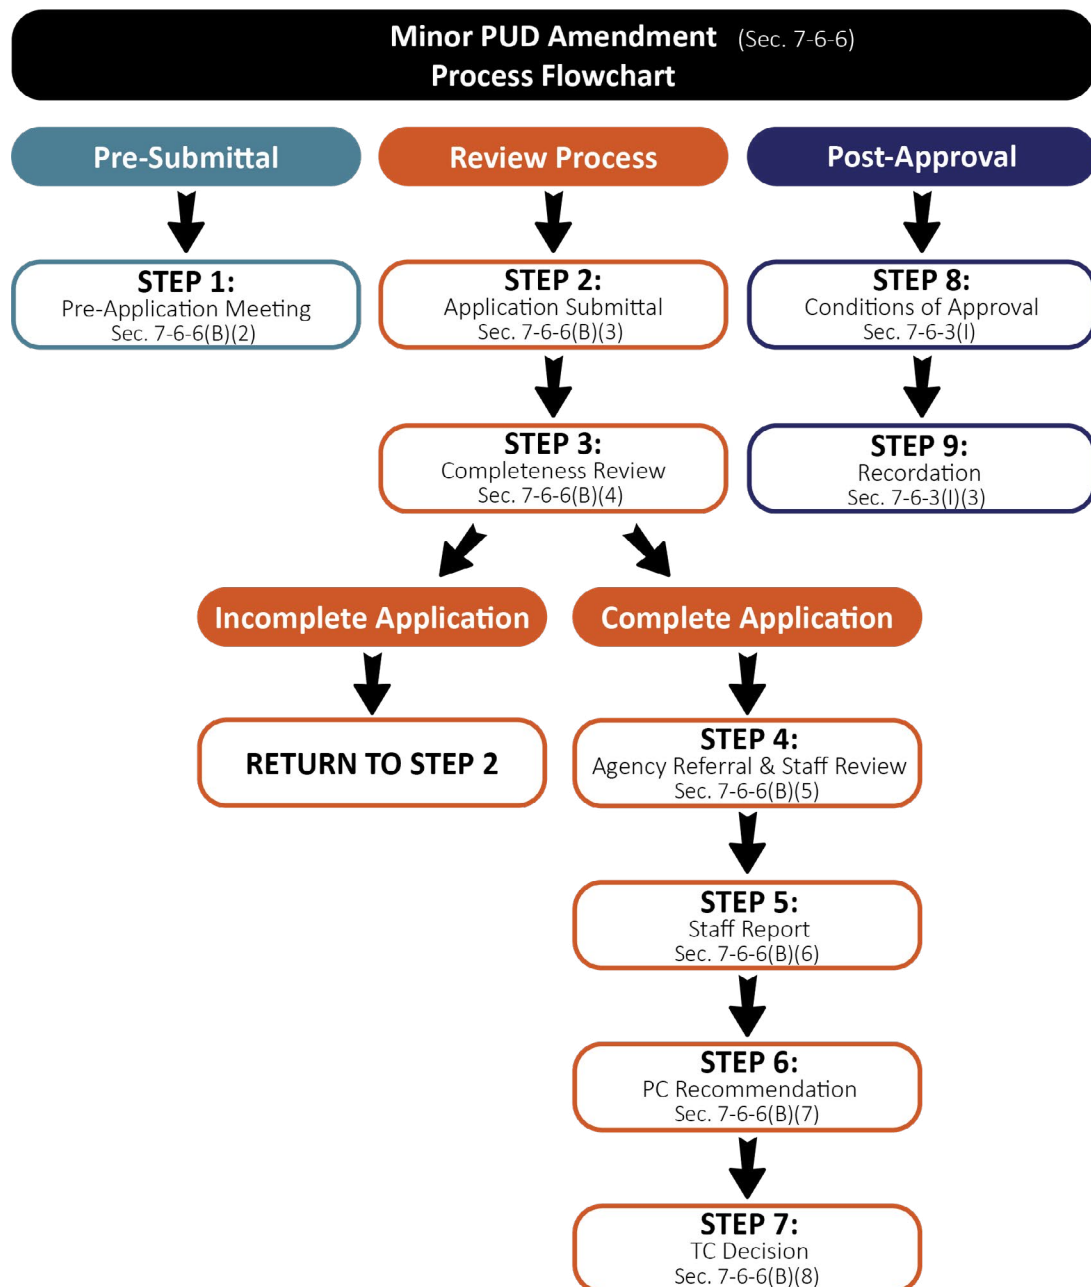 Minor PUD Amendment (Sec. 7-6-6)
Process Flowchart
Pre-Submittal
Review Process
Post-Approval
STEP 1:
Pre-Application Meeting
Sec. 7-6-6(B)(2)
STEP 2:
Application Submittal
Sec. 7-6-6(B)(3)
STEP 8:
Conditions of Approval
Sec. 7-6-3(I)
STEP 3:
Completeness Review
Sec. 7-6-6(B)(4)
STEP 9:
Recordation
Sec. 7-6-3(I)(3)
Incomplete Application
Complete Application
RETURN TO STEP 2
STEP 4:
Agency Referral & Staff Review
Sec. 7-6-6(B)(5)
STEP 5:
Staff Report
Sec. 7-6-6(B)(6)
STEP 6:
PC Recommendation
Sec. 7-6-6(B)(7)
STEP 7:
TC Decision
Sec. 7-6-6(B)(8)